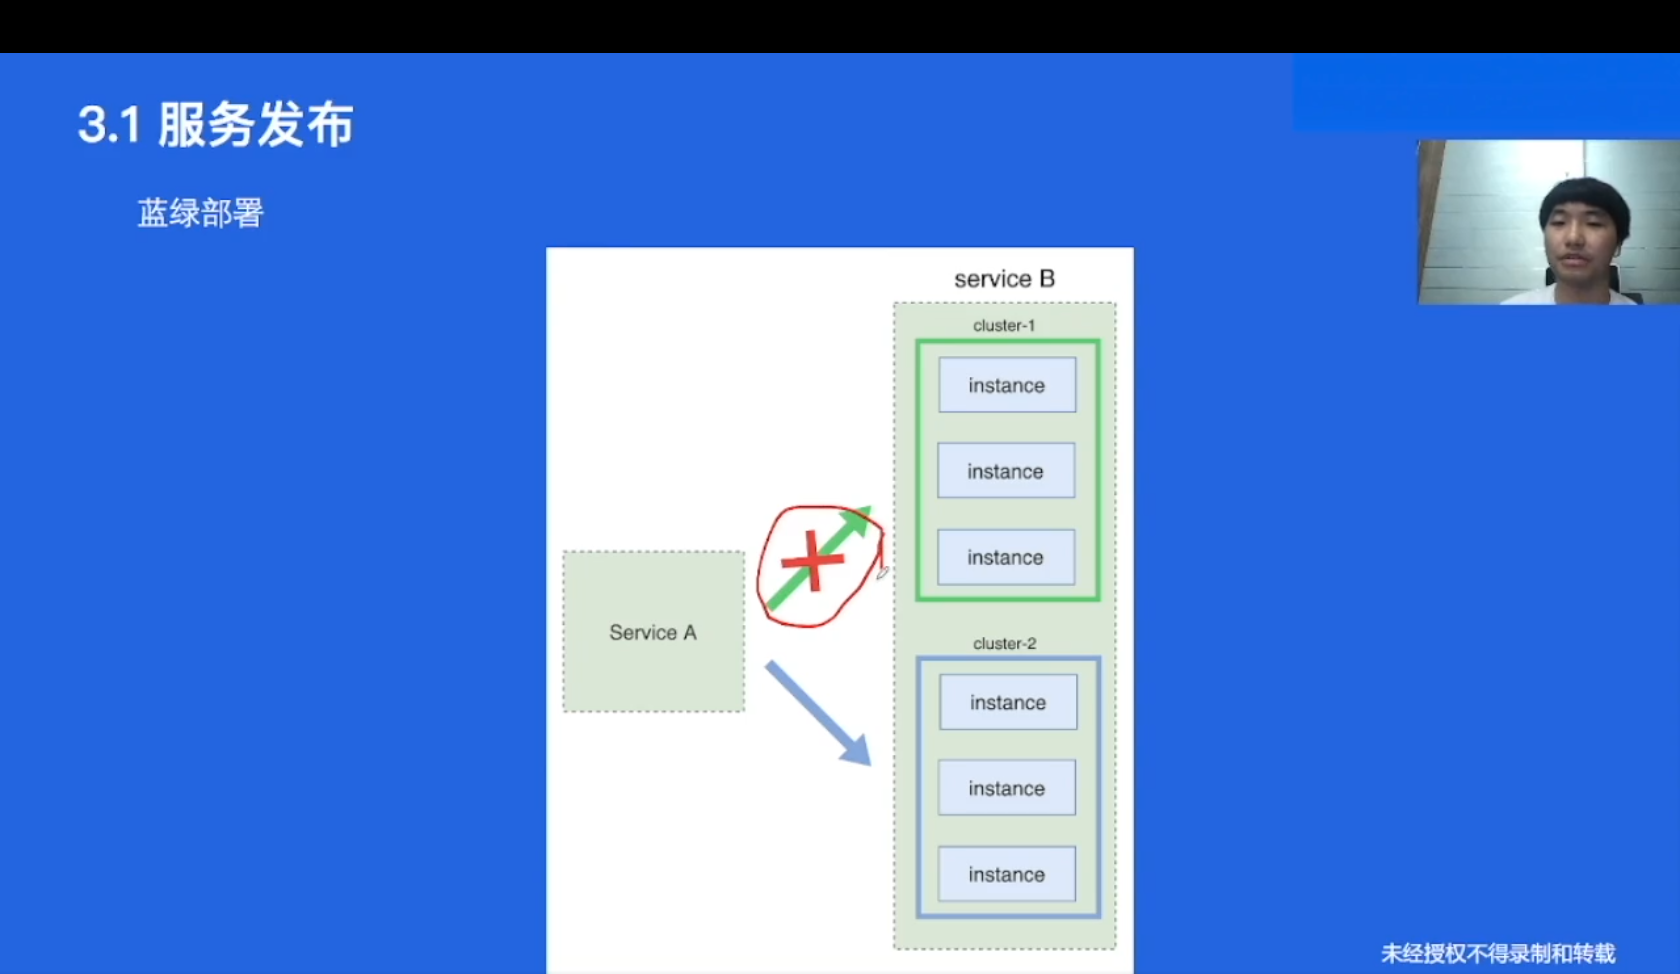 3.1 服务发布
蓝绿部署
service B
cluster-1
instance
instance
instance
Service A
cluster-2
instance
instance
instance
未经授权不得录制和转载